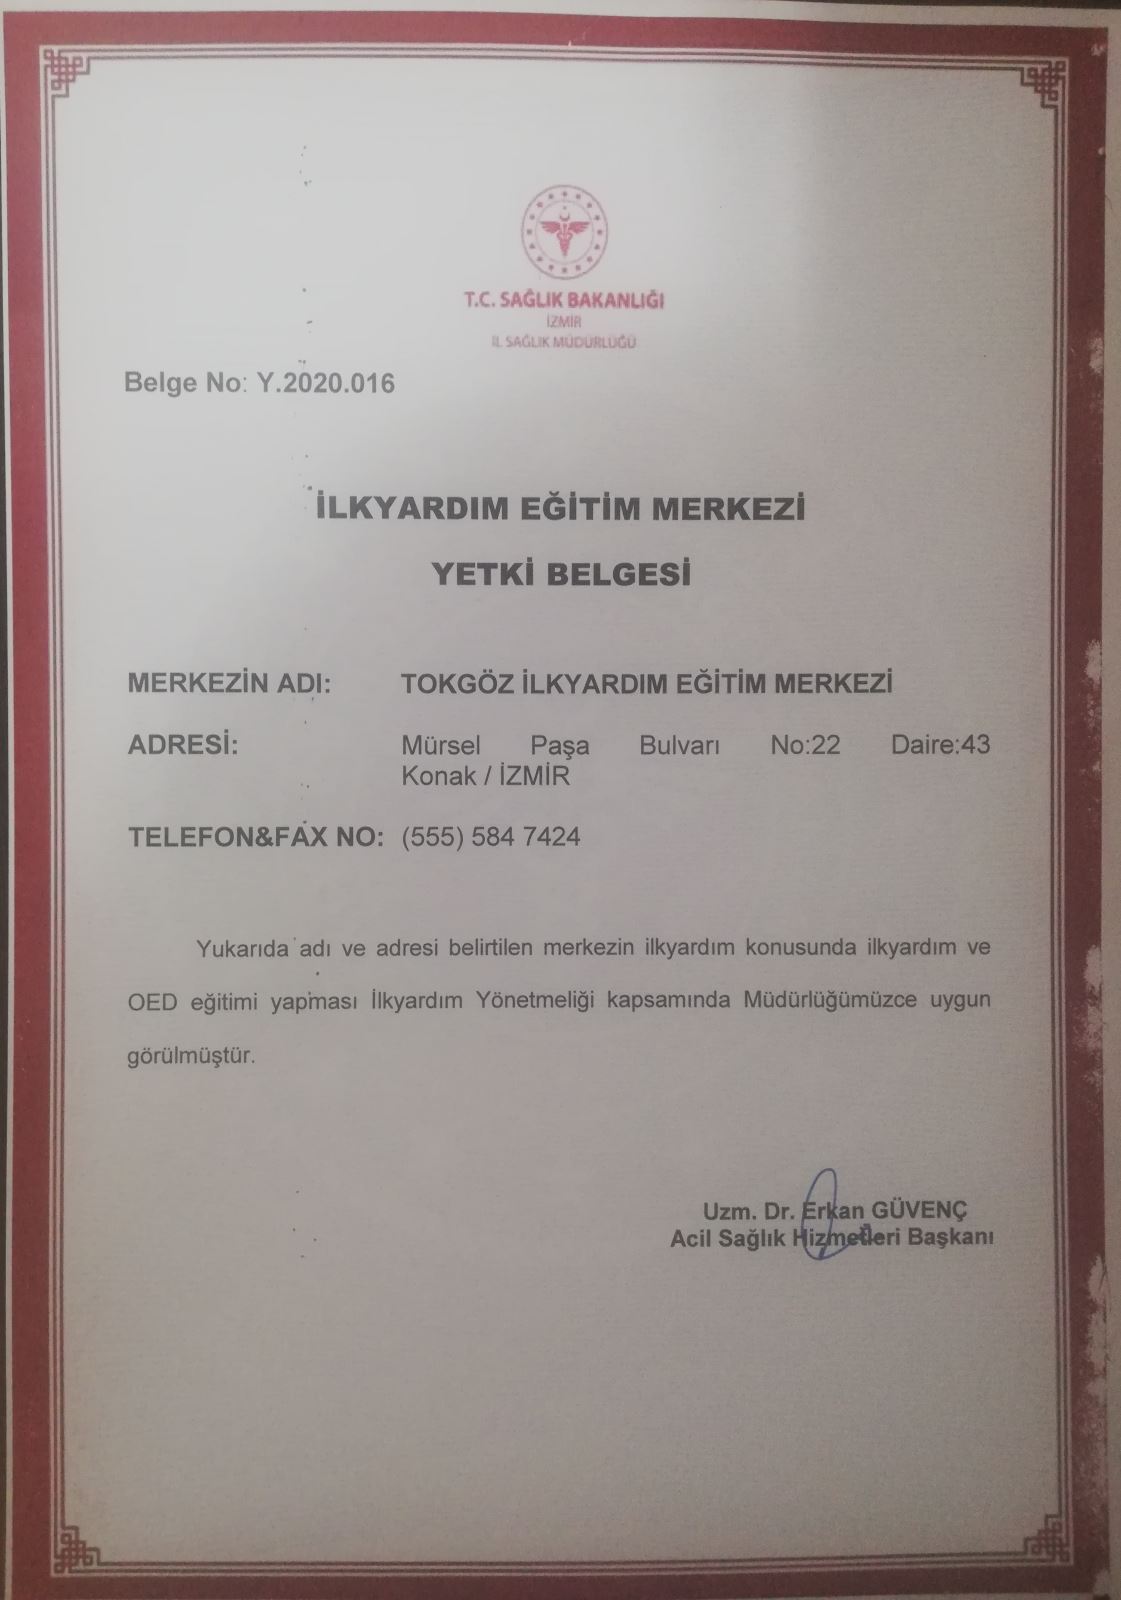 T.C. SAĞLIK BAKANLIĞI
İZMİR
İL SAĞLIK MÜDÜRLÜĞÜ
Belge No: Y.2020.016
İLKYARDIM EĞİTİM MERKEZİ
YETKİ BELGESİ
MERKEZİN ADI: TOKGÖZ İLKYARDIM EĞİTİM MERKEZİ
ADRESİ: Mürsel Paşa Bulvarı No:22 Daire:43
Konak / İZMİR
TELEFON&FAX NO: (555) 584 7424
Yukarıda adı ve adresi belirtilen merkezin ilkyardım konusunda ilkyardım ve
OED eğitimi yapması İlkyardım Yönetmeliği kapsamında Müdürlüğümüzce uygun
görülmüştür.
Uzm. Dr. Erkan GÜVENÇ
Acil Sağlık Hizmetleri Başkanı